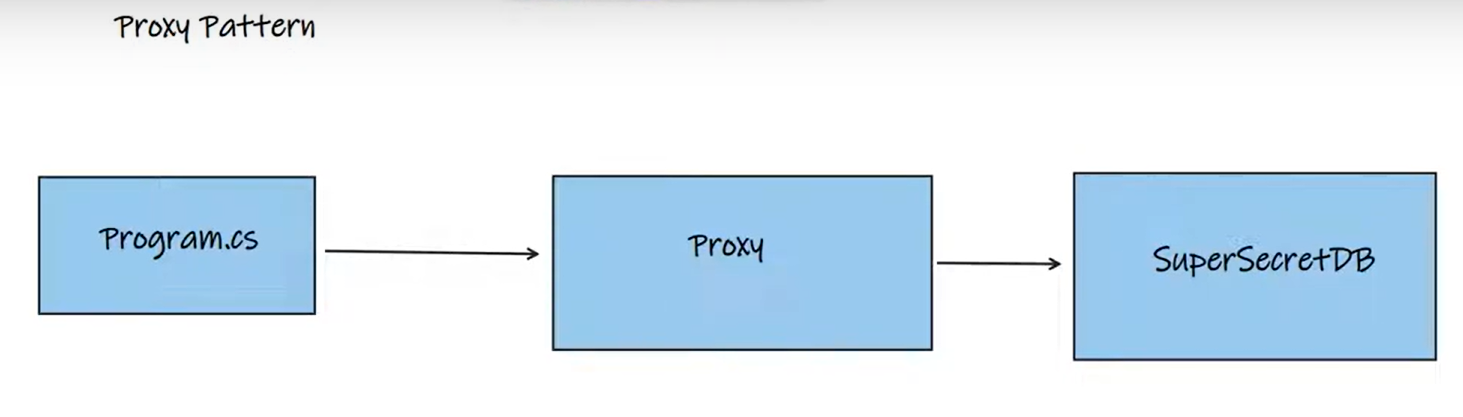 Proxy Pattern
Program.cs
Proxy
SuperSecretDB